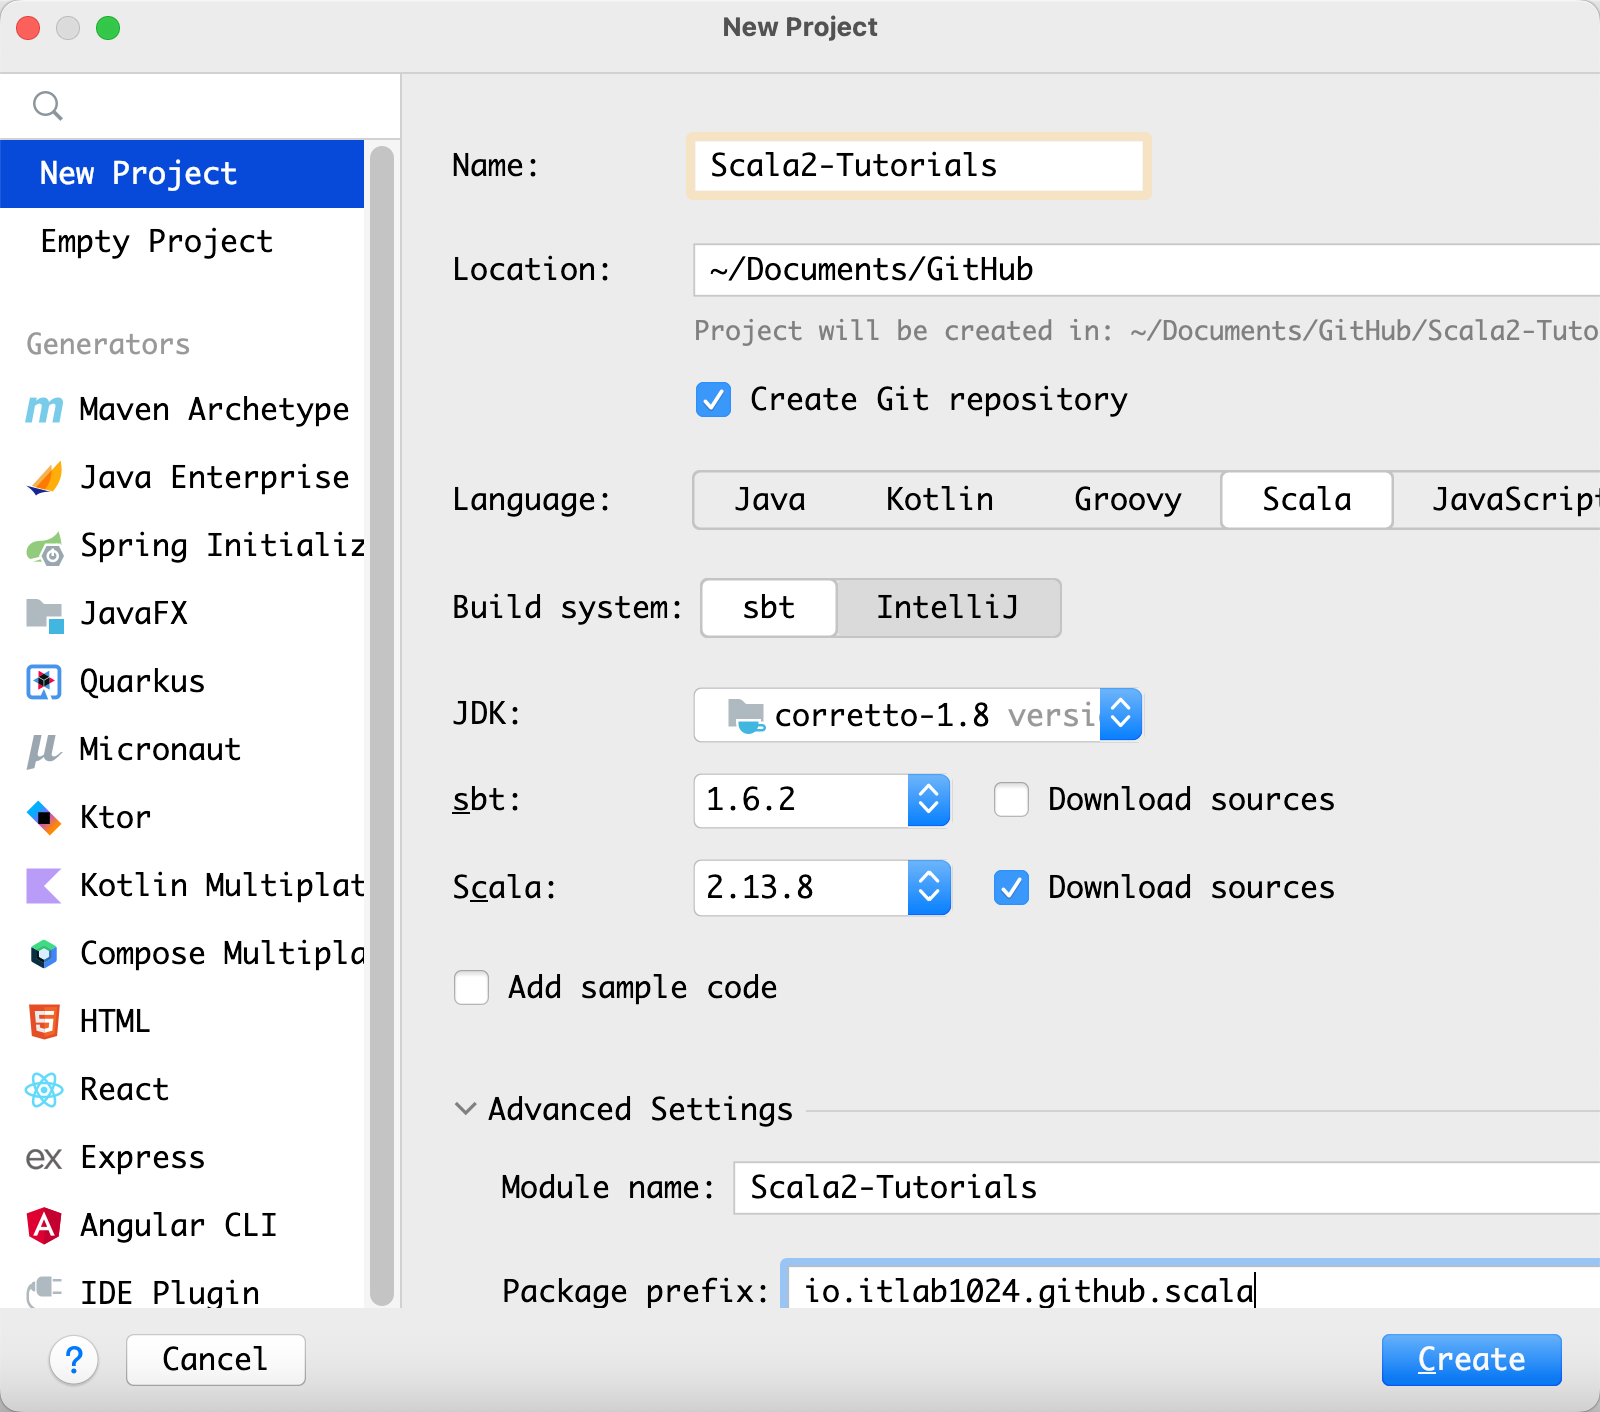 New Project
New Project
Empty Project
Generators
Maven Archetype
Java Enterprise
Spring Initializ
JavaFX
Quarkus
Micronaut
Ktor
Kotlin Multiplat
Compose Multipla
HTML
React
ex Express
Angular CLI
IDE Plugin
Name: Scala2-Tutorials
Location: ~/Documents/GitHub
Project will be created in: ~/Documents/GitHub/Scala2-Tuto
Create Git repository
Language: Java Kotlin Groovy Scala JavaScript
Build system: sbt IntelliJ
JDK: corretto-1.8 versi
sbt: 1.6.2 Download sources
Scala: 2.13.8 Download sources
Add sample code
Advanced Settings
Module name: Scala2-Tutorials
Package prefix: io.itlab1024.github.scala
? Cancel Create